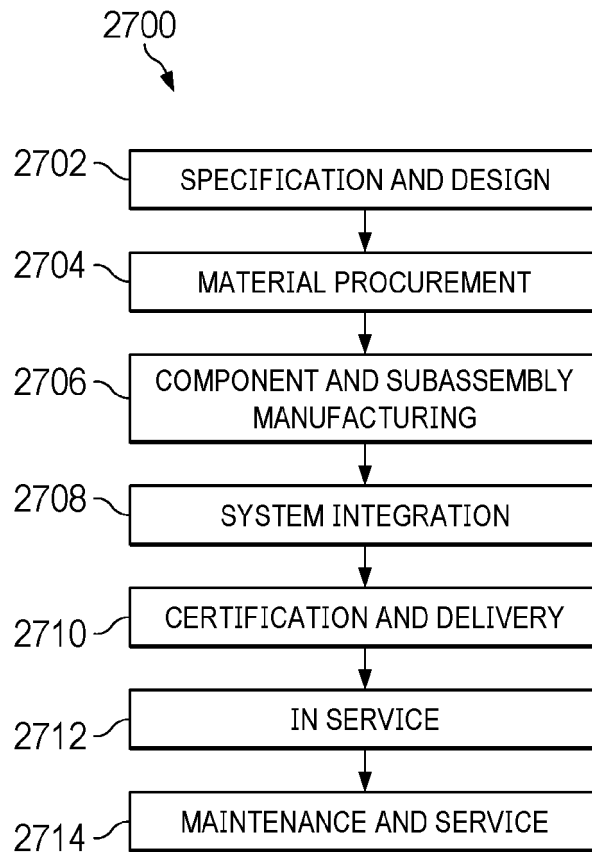 2700
2702
SPECIFICATION AND DESIGN
2704
MATERIAL PROCUREMENT
2706
COMPONENT AND SUBASSEMBLY
MANUFACTURING
2708
SYSTEM INTEGRATION
2710
CERTIFICATION AND DELIVERY
2712
IN SERVICE
2714
MAINTENANCE AND SERVICE